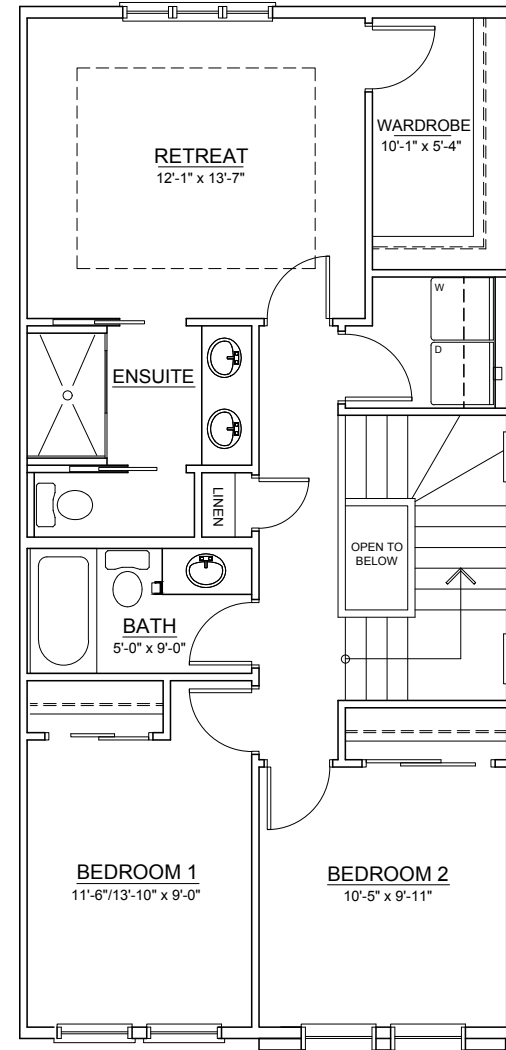 RETREAT
12'-1" x 13'-7"
WARDROBE
10'-1" x 5'-4"
W
D
ENSUITE
LINEN
OPEN TO
BELOW
BATH
5'-0" x 9'-0"
BEDROOM 1
11'-6"/13'-10" x 9'-0"
BEDROOM 2
10'-5" x 9'-11"